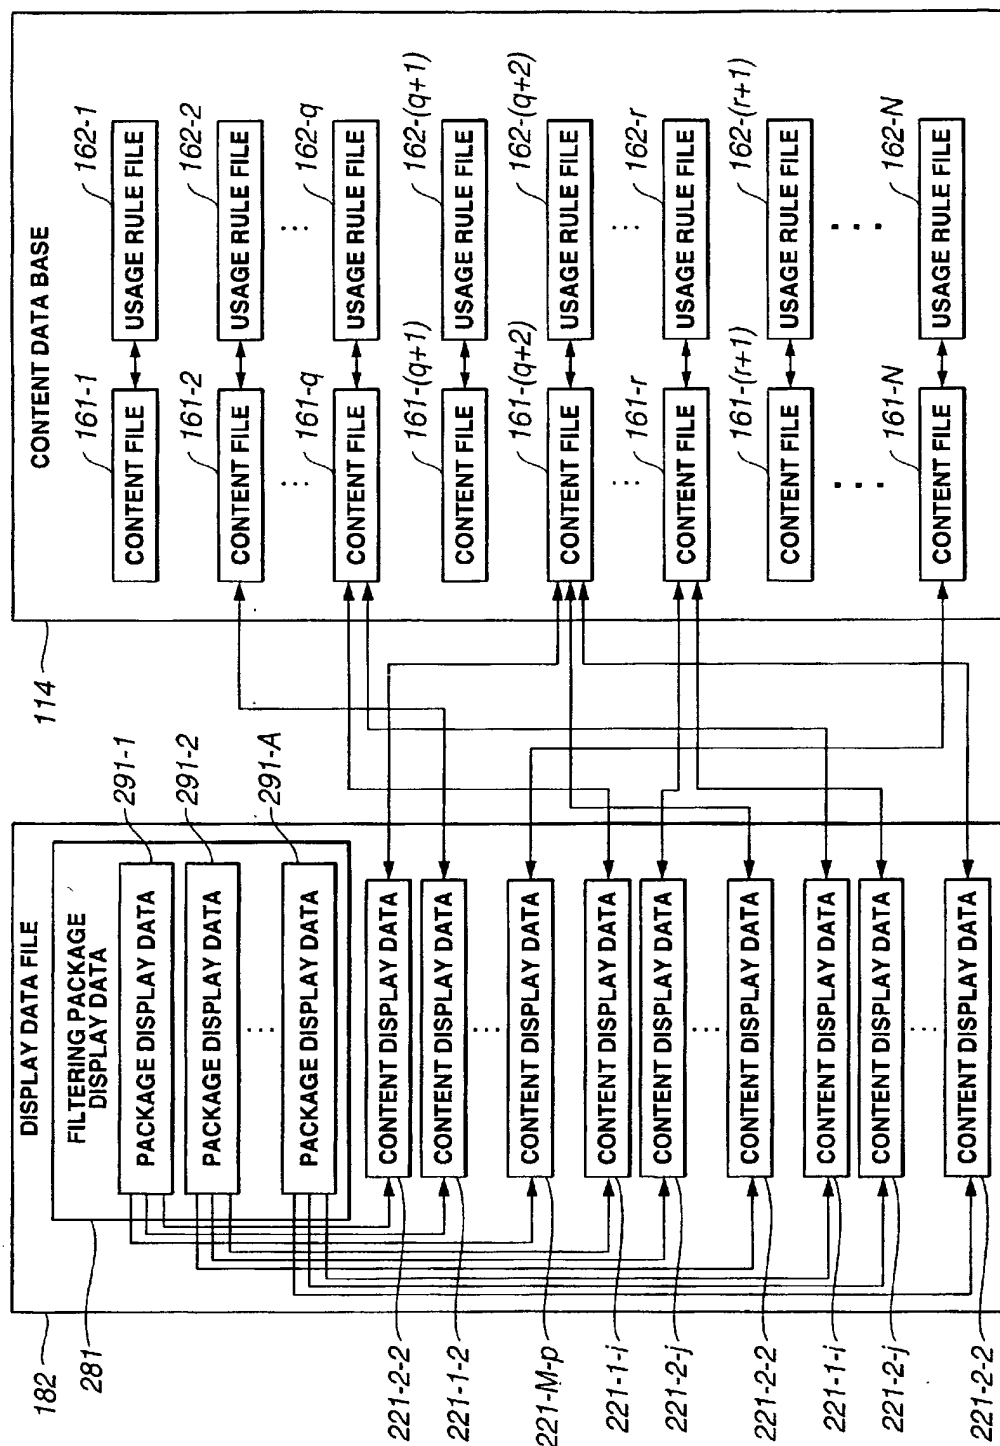 DISPLAY DATA FILE
182
281
FILTERING PACKAGE
DISPLAY DATA
PACKAGE DISPLAY DATA
291-1
PACKAGE DISPLAY DATA
291-2
⋮
PACKAGE DISPLAY DATA
291-A
221-2-2
CONTENT DISPLAY DATA
221-1-2
CONTENT DISPLAY DATA
⋮
221-M-p
CONTENT DISPLAY DATA
221-1-i
CONTENT DISPLAY DATA
221-2-j
CONTENT DISPLAY DATA
⋮
221-2-2
CONTENT DISPLAY DATA
221-1-i
CONTENT DISPLAY DATA
221-2-j
CONTENT DISPLAY DATA
⋮
221-2-2
CONTENT DISPLAY DATA
114
CONTENT DATA BASE
161-1
CONTENT FILE
162-1
USAGE RULE FILE
161-2
CONTENT FILE
162-2
USAGE RULE FILE
⋮
⋮
161-q
CONTENT FILE
162-q
USAGE RULE FILE
161-(q+1)
CONTENT FILE
162-(q+1)
USAGE RULE FILE
161-(q+2)
CONTENT FILE
162-(q+2)
USAGE RULE FILE
⋮
⋮
161-r
CONTENT FILE
162-r
USAGE RULE FILE
161-(r+1)
CONTENT FILE
162-(r+1)
USAGE RULE FILE
⋮
⋮
161-N
CONTENT FILE
162-N
USAGE RULE FILE